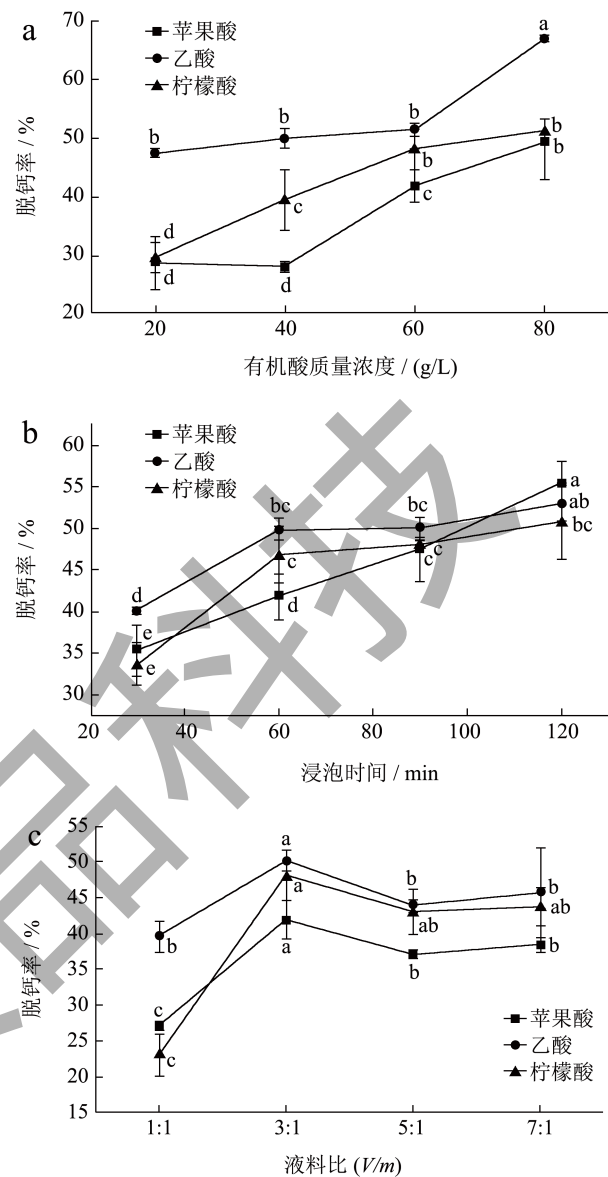 a
苹果酸
乙酸
柠檬酸
脱钙率 / %
70
60
50
40
30
20
b
b
b
a
d
c
b
b
d
d
c
b
20
40
60
80
有机酸质量浓度 / (g/L)
b
苹果酸
乙酸
柠檬酸
脱钙率 / %
60
55
50
45
40
35
30
d
bc
bc
a
ab
bc
e
c
c
c
e
d
20
40
60
80
100
120
浸泡时间 / min
c
脱钙率 / %
55
50
45
40
35
30
25
20
15
a
b
b
b
a
ab
ab
c
a
b
b
c
苹果酸
乙酸
柠檬酸
1:1
3:1
5:1
7:1
液料比 (V/m)
品科技